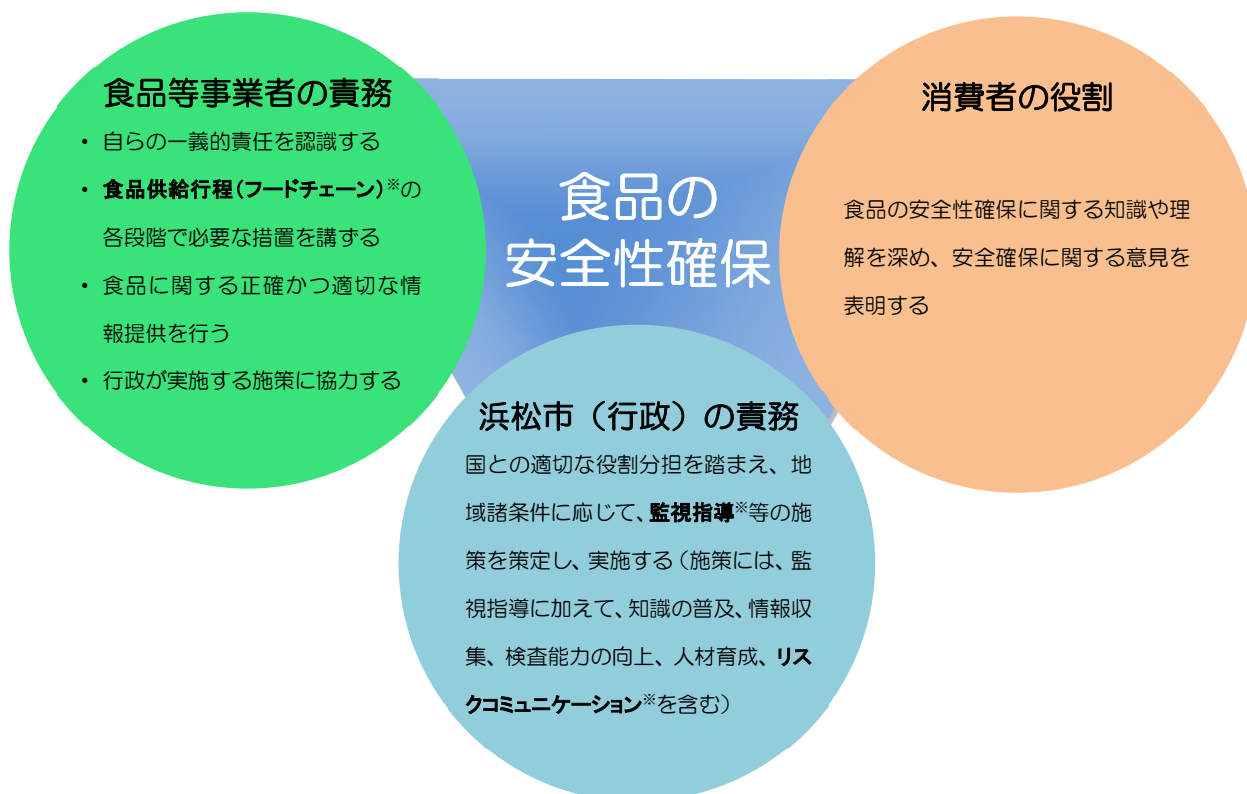 食品等事業者の責務
・ 自らの一義的責任を認識する
・ 食品供給行程(フードチェーン)※の
各段階で必要な措置を講ずる
・ 食品に関する正確かつ適切な情
報提供を行う
・ 行政が実施する施策に協力する
食品の
安全性確保
消費者の役割
食品の安全性確保に関する知識や理
解を深め、安全確保に関する意見を
表明する
浜松市（行政）の責務
国との適切な役割分担を踏まえ、地
域諸条件に応じて、監視指導※等の施
策を策定し、実施する（施策には、監
視指導に加えて、知識の普及、情報収
集、検査能力の向上、人材育成、リス
クコミュニケーション※を含む）